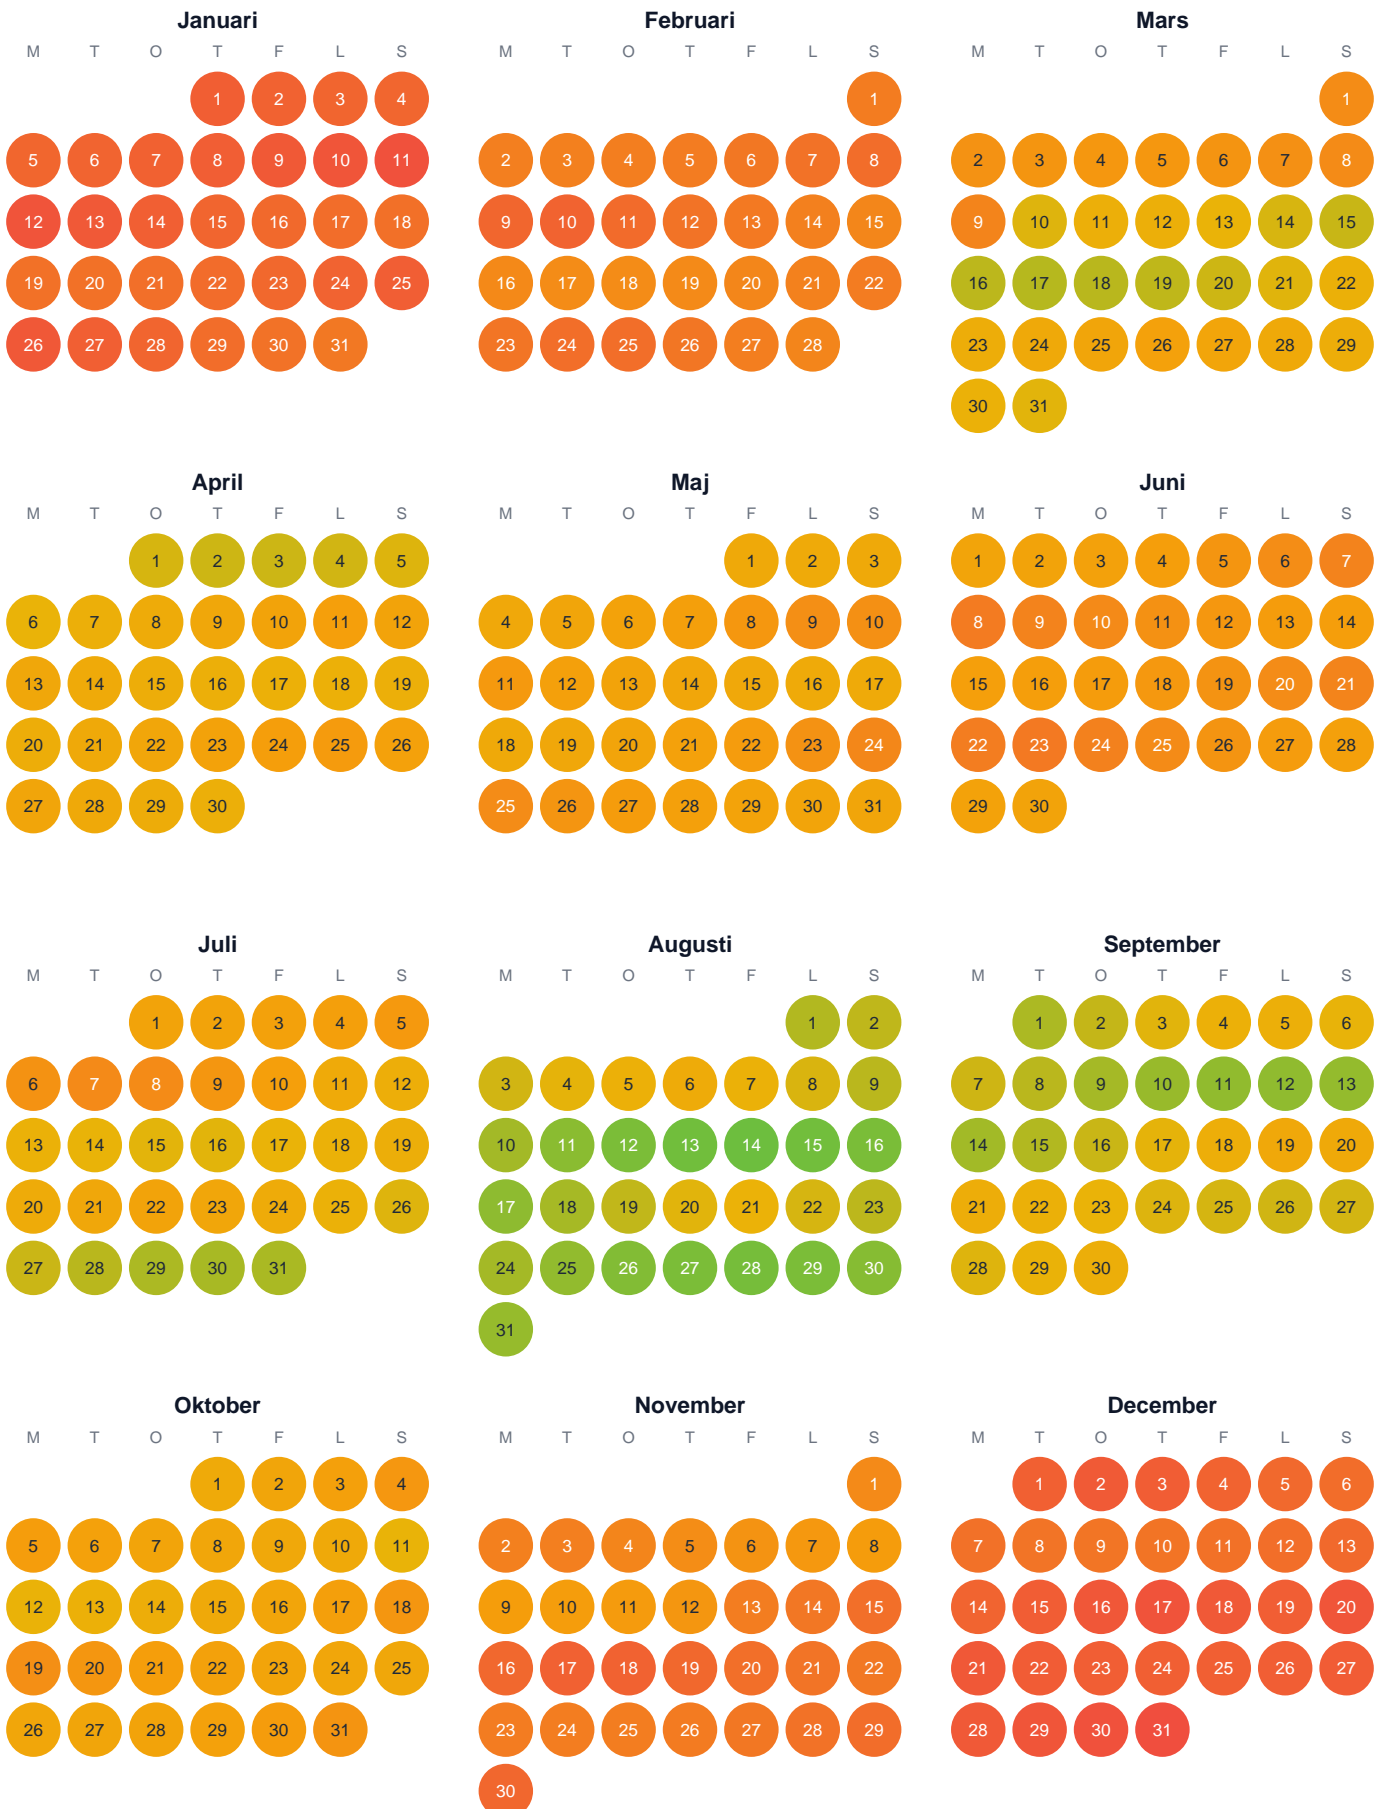 Januari Februari Mars
M T O T F L S M T O T F L S M T O T F L S
1 2 3 4 1 1
5 6 7 8 9 10 11 2 3 4 5 6 7 8 2 3 4 5 6 7 8
12 13 14 15 16 17 18 9 10 11 12 13 14 15 9 10 11 12 13 14 15
19 20 21 22 23 24 25 16 17 18 19 20 21 22 16 17 18 19 20 21 22
26 27 28 29 30 31 23 24 25 26 27 28 23 24 25 26 27 28 29
30 31
April Maj Juni
M T O T F L S M T O T F L S M T O T F L S
1 2 3 4 5 1 2 3 1 2 3 4 5 6 7
6 7 8 9 10 11 12 4 5 6 7 8 9 10 8 9 10 11 12 13 14
13 14 15 16 17 18 19 11 12 13 14 15 16 17 15 16 17 18 19 20 21
20 21 22 23 24 25 26 18 19 20 21 22 23 24 22 23 24 25 26 27 28
27 28 29 30 25 26 27 28 29 30 31 29 30
Juli Augusti September
M T O T F L S M T O T F L S M T O T F L S
1 2 3 4 5 1 2 1 2 3 4 5 6
6 7 8 9 10 11 12 3 4 5 6 7 8 9 7 8 9 10 11 12 13
13 14 15 16 17 18 19 10 11 12 13 14 15 16 14 15 16 17 18 19 20
20 21 22 23 24 25 26 17 18 19 20 21 22 23 21 22 23 24 25 26 27
27 28 29 30 31 24 25 26 27 28 29 30 28 29 30
31
Oktober November December
M T O T F L S M T O T F L S M T O T F L S
1 2 3 4 1 1 2 3 4 5 6
5 6 7 8 9 10 11 2 3 4 5 6 7 8 7 8 9 10 11 12 13
12 13 14 15 16 17 18 9 10 11 12 13 14 15 14 15 16 17 18 19 20
19 20 21 22 23 24 25 16 17 18 19 20 21 22 21 22 23 24 25 26 27
26 27 28 29 30 31 23 24 25 26 27 28 29 28 29 30 31
30